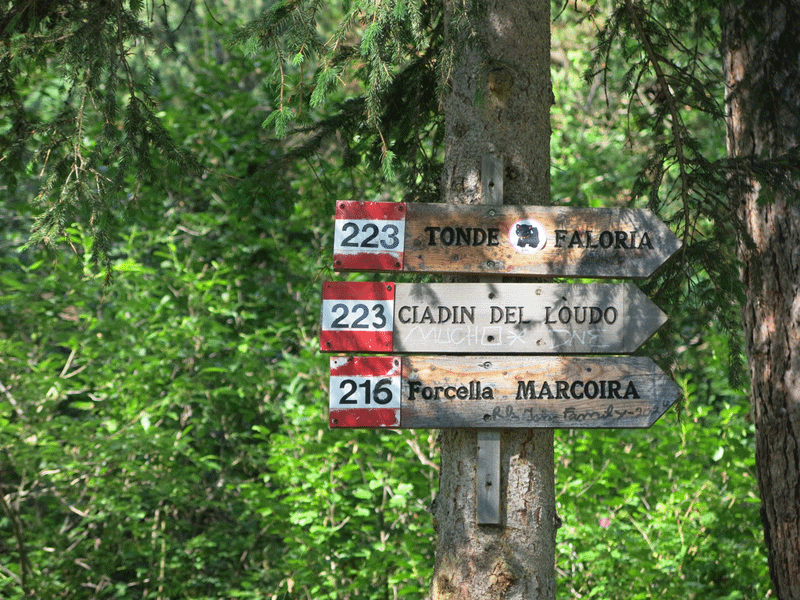 223 TONDE FALORIA
223 CIADIN DEL LOUDO
216 Forcella MARCOIRA